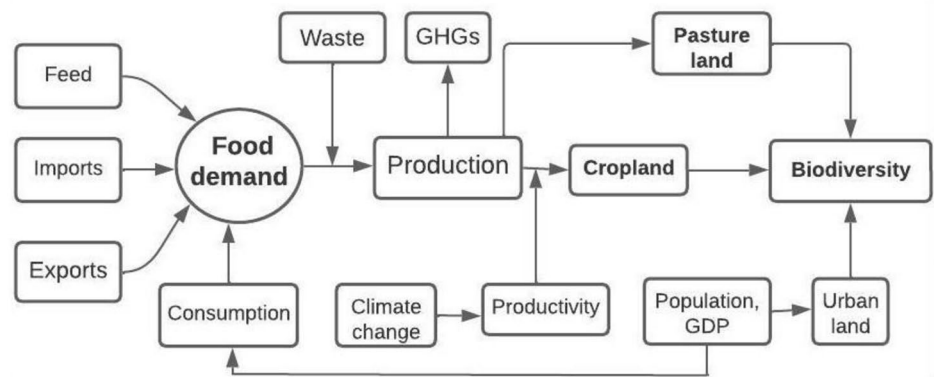 Feed
Imports
Exports
Food
demand
Consumption
Waste
GHGs
Production
Climate
change
Productivity
Pasture
land
Cropland
Biodiversity
Population,
GDP
Urban
land